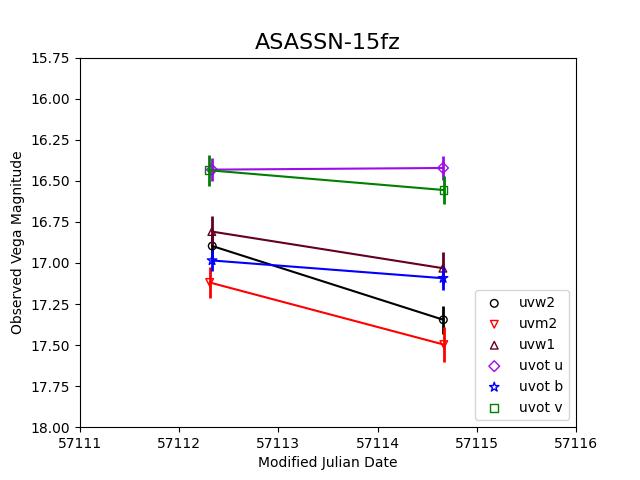 ASASSN-15fz
15.75
16.00
16.25
16.50
16.75
17.00
17.25
17.50
17.75
18.00
Observed Vega Magnitude
57111 57112 57113 57114 57115 57116
Modified Julian Date
uvw2
uvm2
uvw1
uvot u
uvot b
uvot v